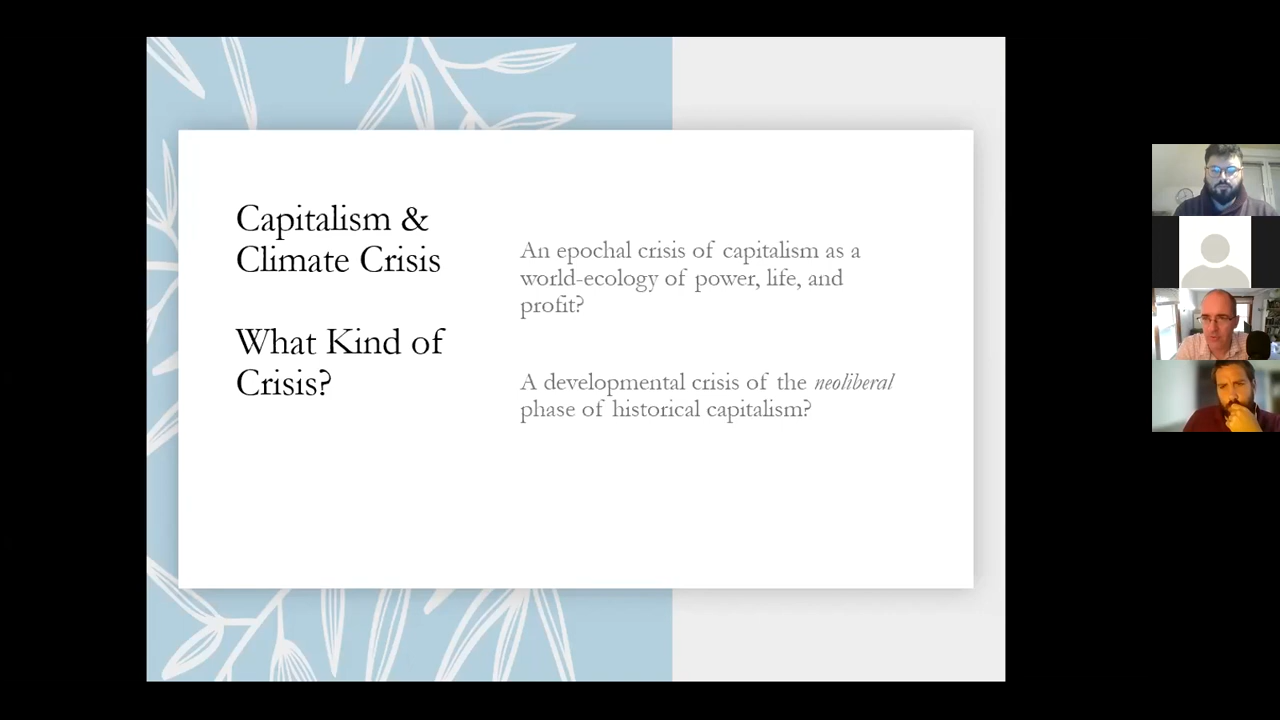 Capitalism &
Climate Crisis
What Kind of
Crisis?
An epochal crisis of capitalism as a
world-ecology of power, life, and
profit?
A developmental crisis of the neoliberal
phase of historical capitalism?